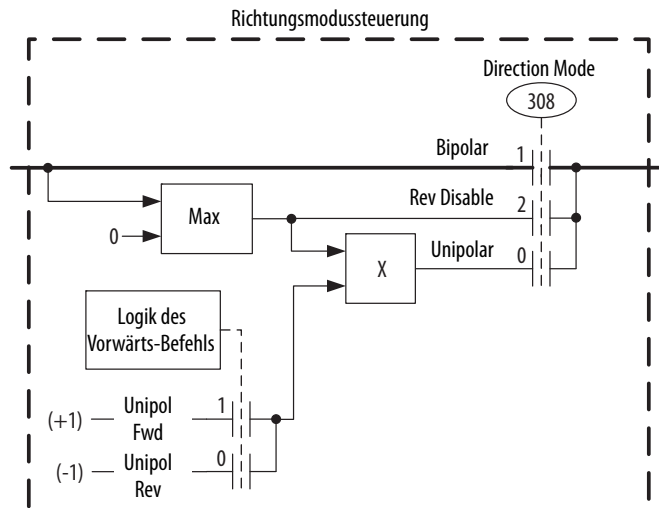 Richtungsmodussteuerung
Direction Mode
308
Bipolar
1
Rev Disable
2
Max
0
Unipolar
0
X
Logik des
Vorwärts-Befehls
(+1)
Unipol
Fwd
1
(-1)
Unipol
Rev
0